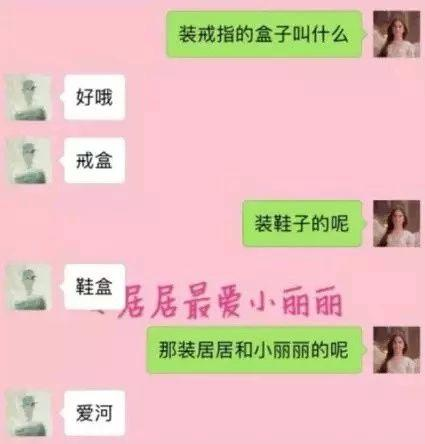 装戒指的盒子叫什么
好哦
戒盒
装鞋子的呢
鞋盒
居居最爱小丽丽
那装居居和小丽丽的呢
爱河